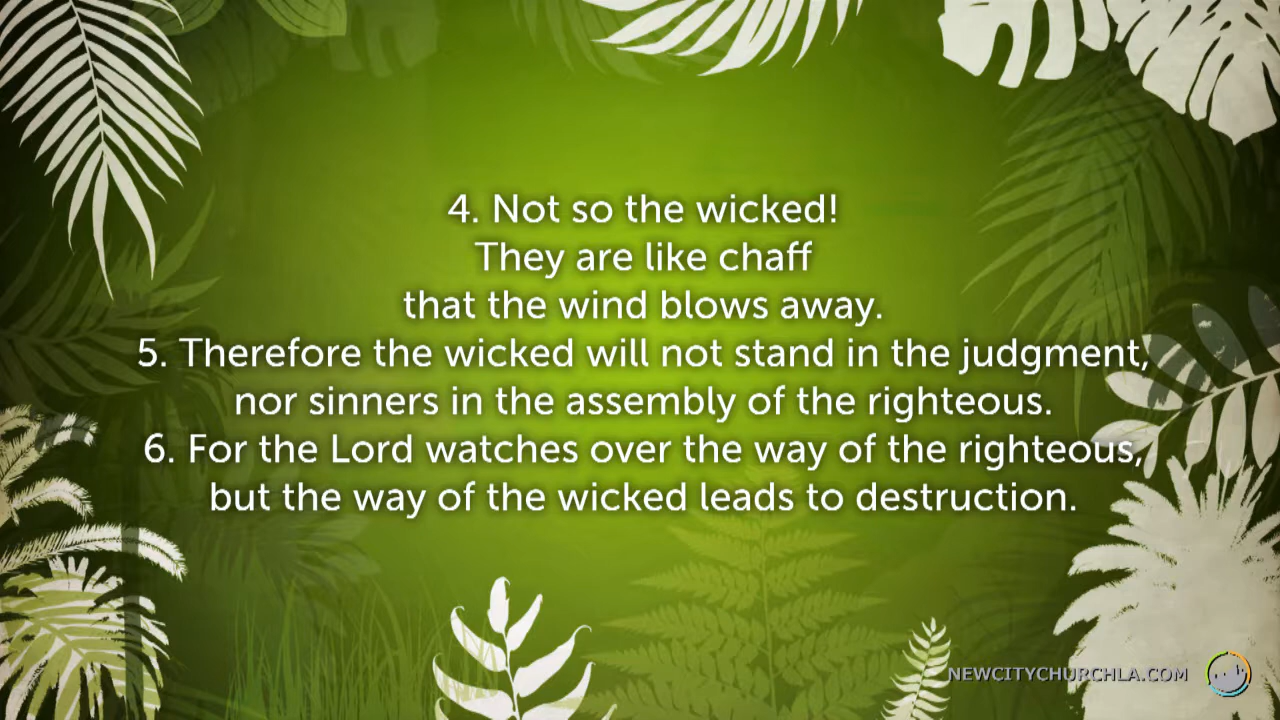 4. Not so the wicked!
They are like chaff
that the wind blows away.
5. Therefore the wicked will not stand in the judgment,
nor sinners in the assembly of the righteous.
6. For the Lord watches over the way of the righteous,
but the way of the wicked leads to destruction.
NEWCITYCHURCHLA.COM